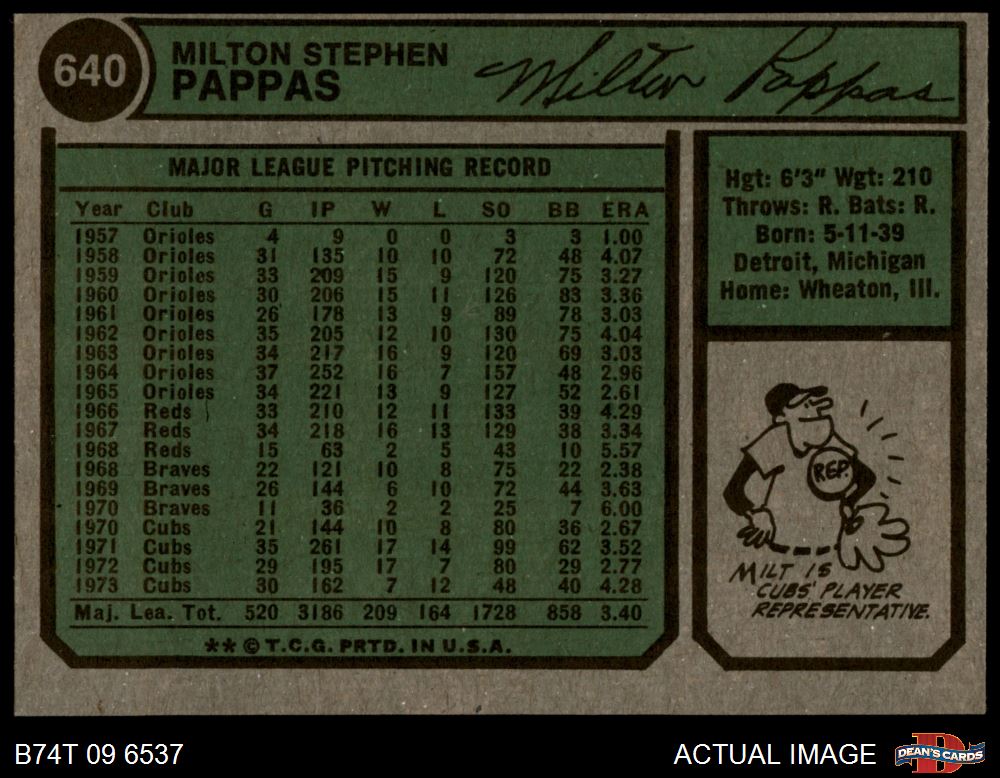 640
MILTON STEPHEN
PAPPAS
Milton Pappas
MAJOR LEAGUE PITCHING RECORD
Year Club G IP W L SO BB ERA
1957 Orioles 4 9 0 0 3 3 1.00
1958 Orioles 31 135 10 10 72 48 4.07
1959 Orioles 33 209 15 9 120 75 3.27
1960 Orioles 30 206 15 11 126 83 3.36
1961 Orioles 26 178 13 9 89 78 3.03
1962 Orioles 35 205 12 10 130 75 4.04
1963 Orioles 34 217 16 9 120 69 3.03
1964 Orioles 37 252 16 7 157 48 2.96
1965 Orioles 34 221 13 9 127 52 2.61
1966 Reds 33 210 12 11 133 39 4.29
1967 Reds 34 218 16 13 129 38 3.34
1968 Reds 15 63 2 5 43 10 5.57
1968 Braves 22 121 10 8 75 22 2.38
1969 Braves 26 144 6 10 72 44 3.63
1970 Braves 11 36 2 2 25 7 6.00
1970 Cubs 21 144 10 8 80 36 2.67
1971 Cubs 35 261 17 14 99 62 3.52
1972 Cubs 29 195 17 7 80 29 2.77
1973 Cubs 30 162 7 12 48 40 4.28
Maj. Lea. Tot. 520 3186 209 164 1728 858 3.40
** © T.C.G. PRTD. IN U.S.A.
Hgt: 6'3" Wgt: 210
Throws: R. Bats: R.
Born: 5-11-39
Detroit, Michigan
Home: Wheaton, Ill.
REP.
MILT IS
CUBS' PLAYER
REPRESENTATIVE.
B74T 09 6537
ACTUAL IMAGE
D
DEAN'S CARDS